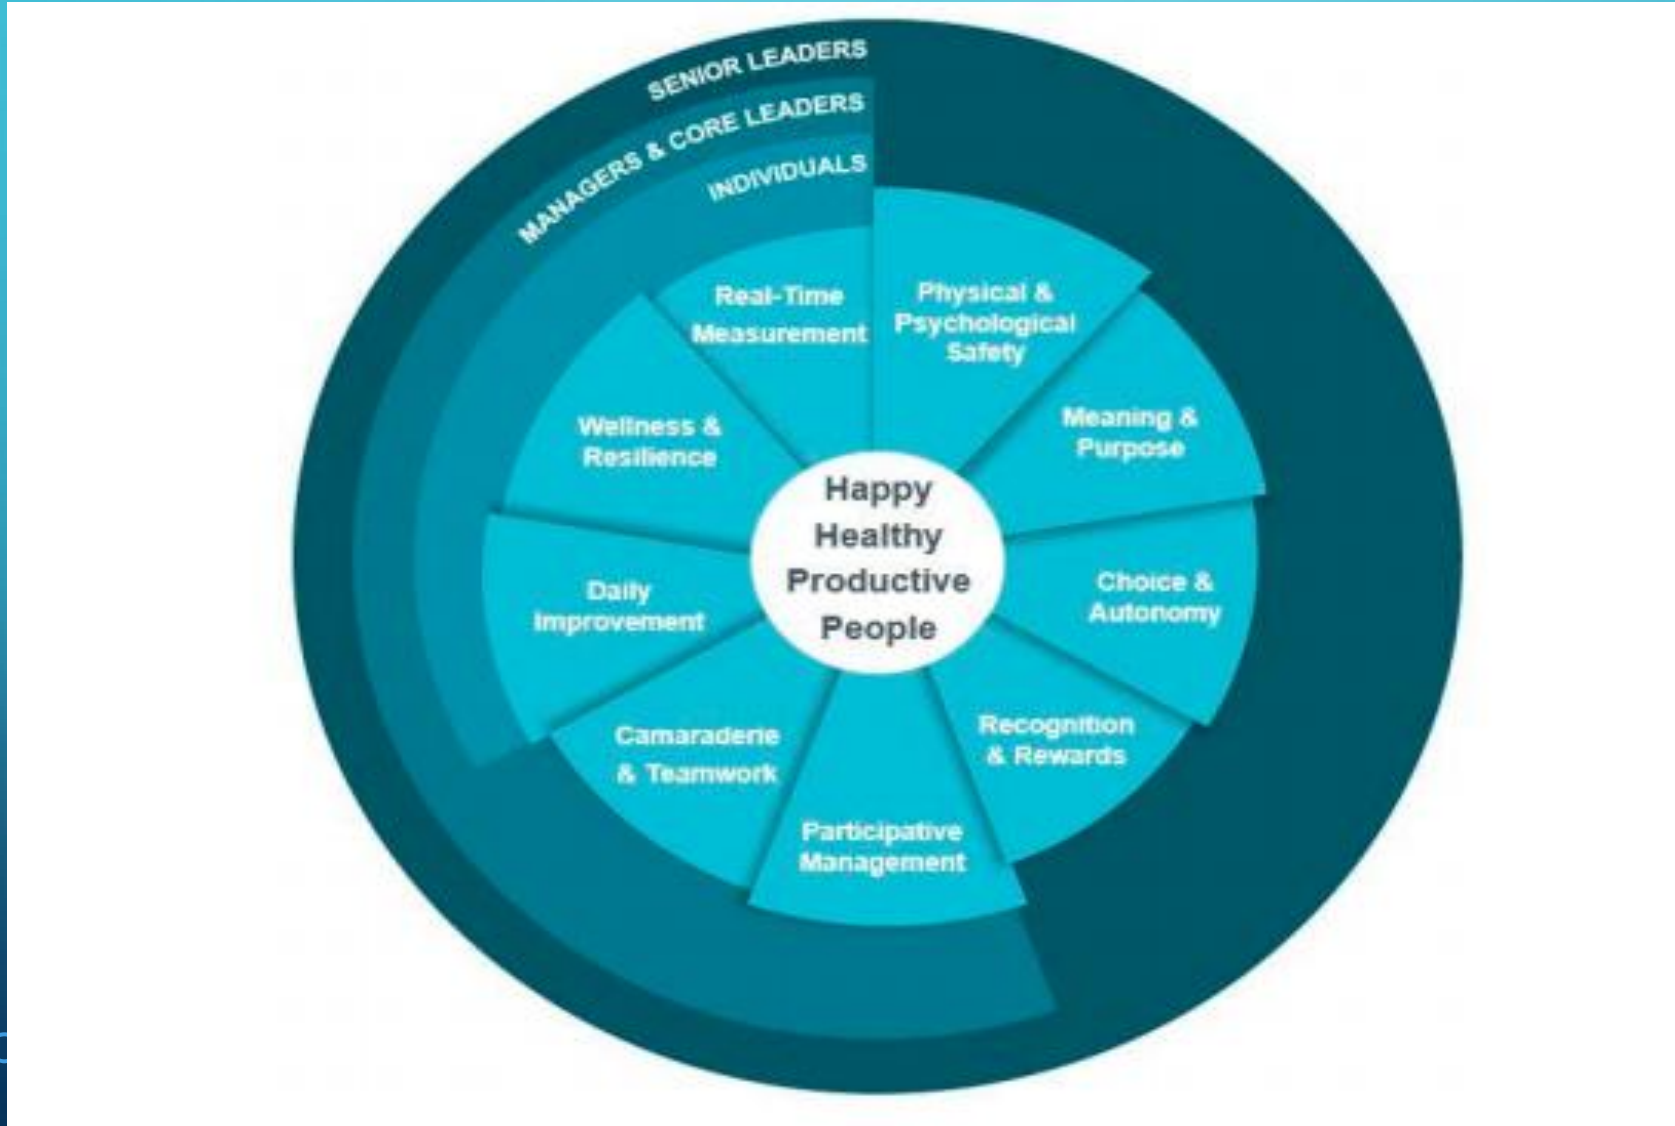 SENIOR LEADERS
MANAGERS & CORE LEADERS
INDIVIDUALS
Real-Time
Measurement
Physical &
Psychological
Safety
Meaning &
Purpose
Choice &
Autonomy
Recognition
& Rewards
Participative
Management
Camaraderie
& Teamwork
Daily
Improvement
Wellness &
Resilience
Happy
Healthy
Productive
People